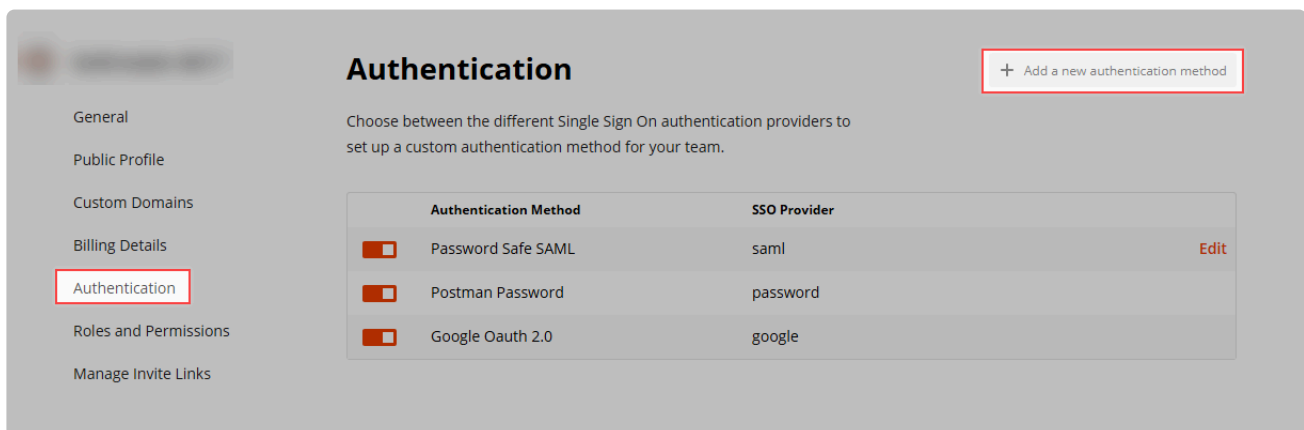 Authentication
+ Add a new authentication method
General
Public Profile
Custom Domains
Billing Details
Authentication
Roles and Permissions
Manage Invite Links
Choose between the different Single Sign On authentication providers to
set up a custom authentication method for your team.
Authentication Method SSO Provider
Password Safe SAML saml Edit
Postman Password password
Google Oauth 2.0 google